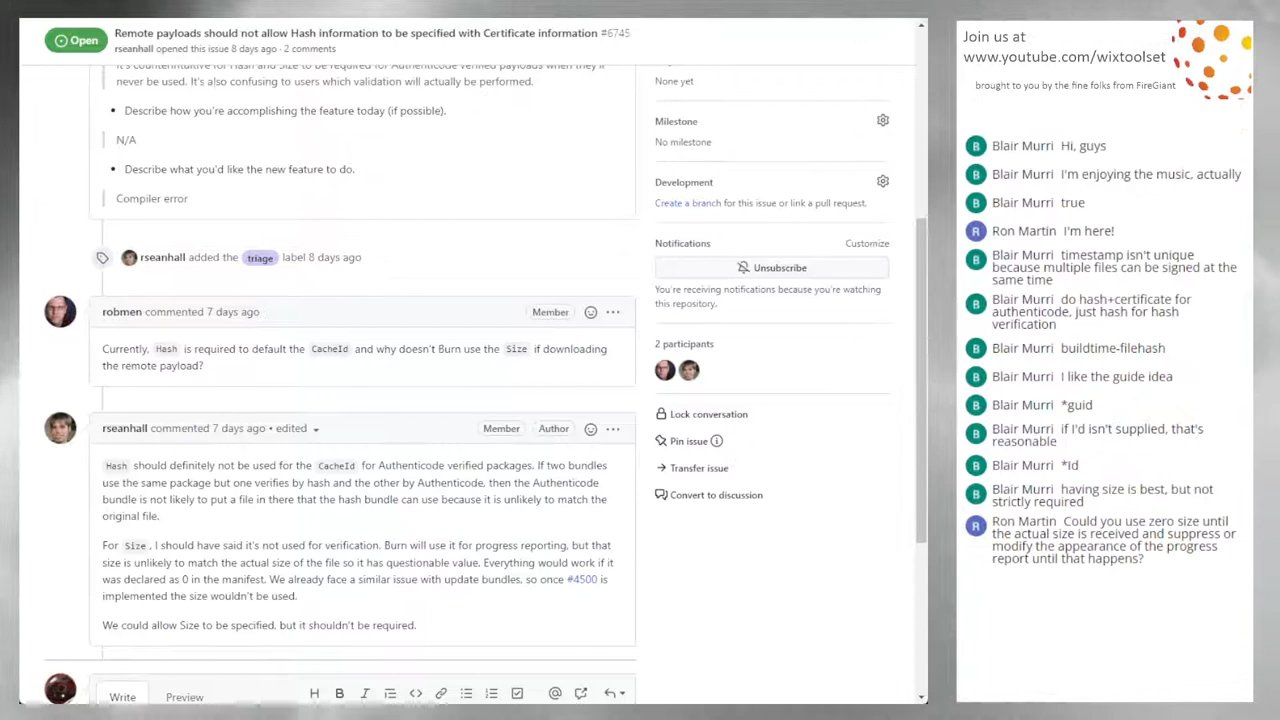 Open
Remote payloads should not allow Hash information to be specified with Certificate information #6745
rseanhall opened this issue 8 days ago · 2 comments
It's counterintuitive for Hash and Size to be required for Authenticode verified payloads when they'll
never be used. It's also confusing to users which validation will actually be performed.
• Describe how you're accomplishing the feature today (if possible).
N/A
• Describe what you'd like the new feature to do.
Compiler error
rseanhall added the triage label 8 days ago
robmen commented 7 days ago
Member
Currently, Hash is required to default the CacheId and why doesn't Burn use the Size if downloading
the remote payload?
rseanhall commented 7 days ago • edited
Member
Author
Hash should definitely not be used for the CacheId for Authenticode verified packages. If two bundles
use the same package but one verifies by hash and the other by Authenticode, then the Authenticode
bundle is not likely to put a file in there that the hash bundle can use because it is unlikely to match the
original file.
For Size, I should have said it's not used for verification. Burn will use it for progress reporting, but that
size is unlikely to match the actual size of the file so it has questionable value. Everything would work if it
was declared as 0 in the manifest. We already face a similar issue with update bundles, so once #4500 is
implemented the size wouldn't be used.
We could allow Size to be specified, but it shouldn't be required.
Write
Preview
None yet
Milestone
No milestone
Development
Create a branch for this issue or link a pull request.
Notifications
Customize
Unsubscribe
You're receiving notifications because you're watching
this repository.
2 participants
Lock conversation
Pin issue
Transfer issue
Convert to discussion
Join us at
www.youtube.com/wixtoolset
brought to you by the fine folks from FireGiant
B Blair Murri Hi, guys
B Blair Murri I'm enjoying the music, actually
B Blair Murri true
R Ron Martin I'm here!
B Blair Murri timestamp isn't unique
because multiple files can be signed at the
same time
B Blair Murri do hash+certificate for
authenticode, just hash for hash
verification
B Blair Murri buildtime-filehash
B Blair Murri I like the guide idea
B Blair Murri *guid
B Blair Murri if I'd isn't supplied, that's
reasonable
B Blair Murri *Id
B Blair Murri having size is best, but not
strictly required
R Ron Martin Could you use zero size until
the actual size is received and suppress or
modify the appearance of the progress
report until that happens?